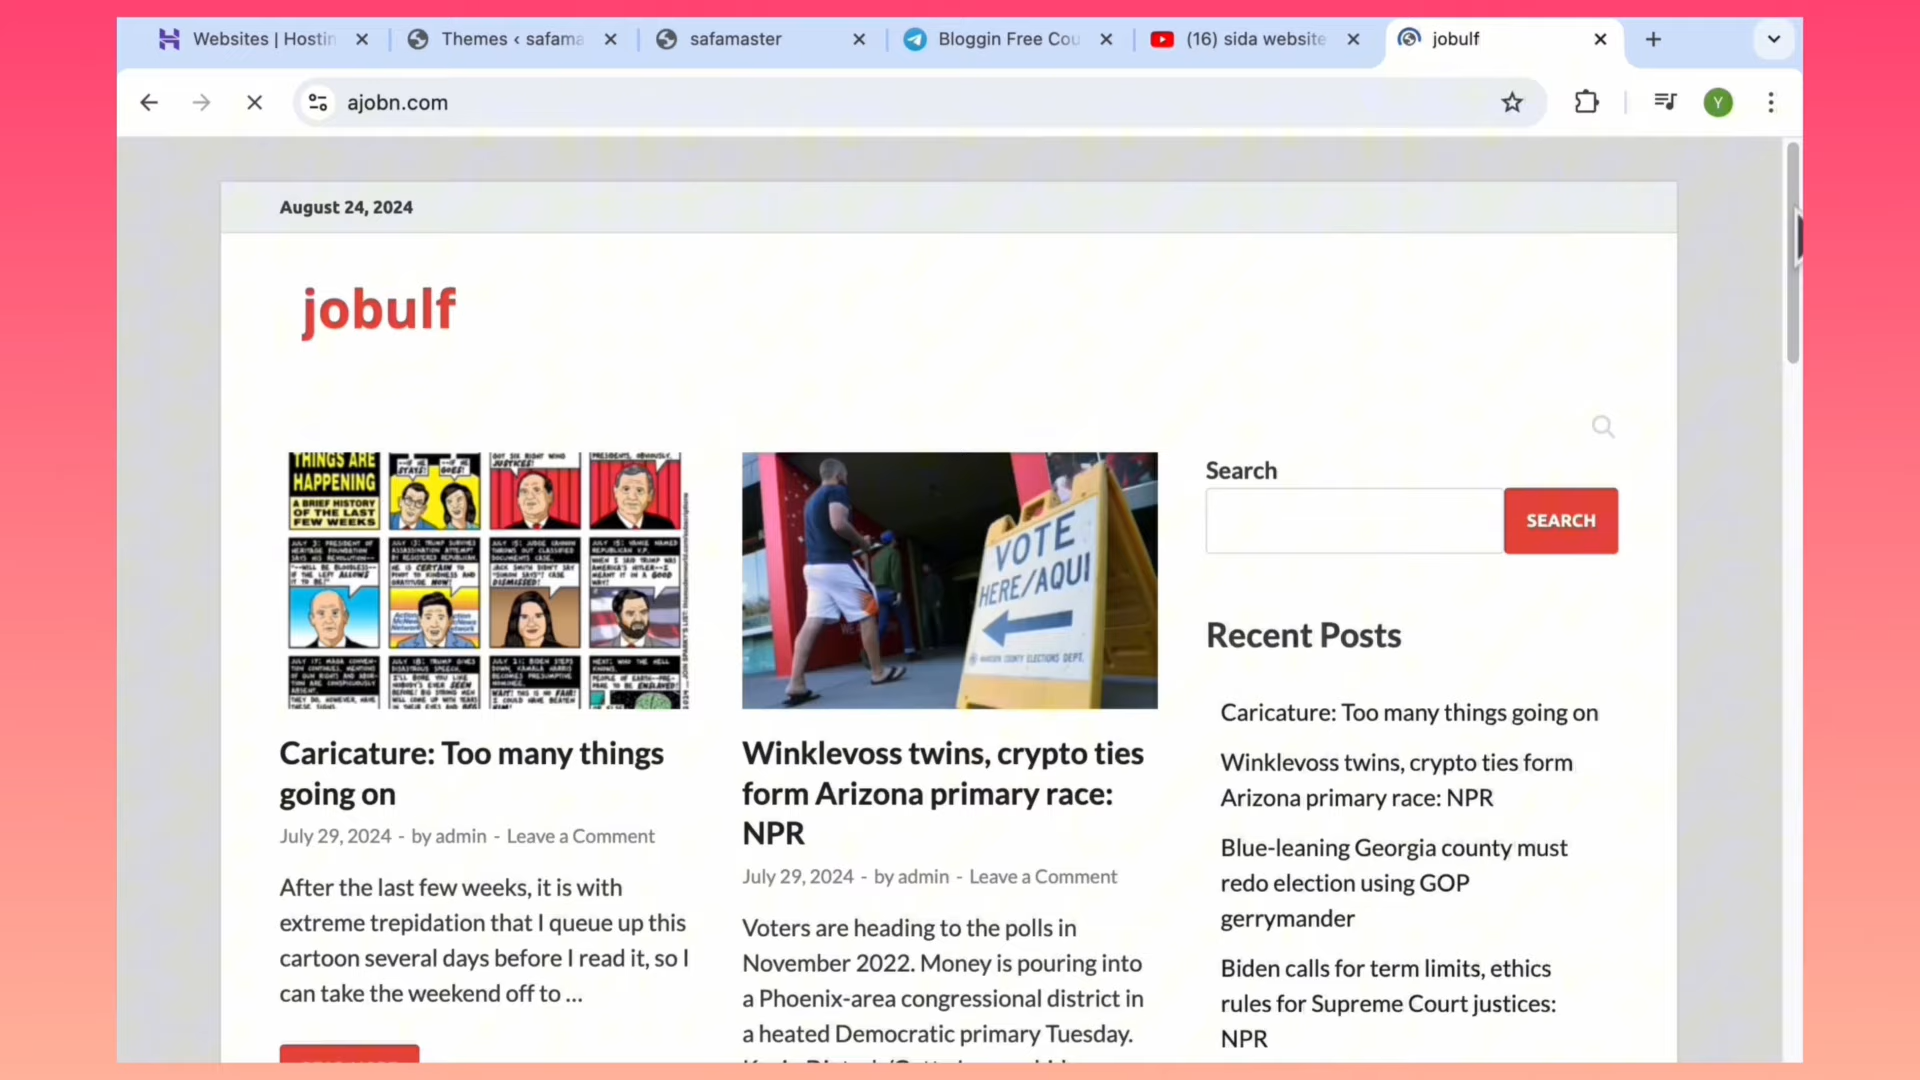 Websites | Hostin
Themes ‹ safama
safamaster
Bloggin Free Cou
(16) sida website
jobulf
ajobn.com
Y
August 24, 2024
jobulf
THINGS ARE
HAPPENING
A BRIEF HISTORY
OF THE LAST
FEW WEEKS
VOTE
HERE/AQUI
Search
SEARCH
Recent Posts
Caricature: Too many things going on
Winklevoss twins, crypto ties form
Arizona primary race: NPR
Blue-leaning Georgia county must
redo election using GOP
gerrymander
Biden calls for term limits, ethics
rules for Supreme Court justices:
NPR
Caricature: Too many things
going on
July 29, 2024 - by admin - Leave a Comment
After the last few weeks, it is with
extreme trepidation that I queue up this
cartoon several days before I read it, so I
can take the weekend off to ...
Winklevoss twins, crypto ties
form Arizona primary race:
NPR
July 29, 2024 - by admin - Leave a Comment
Voters are heading to the polls in
November 2022. Money is pouring into
a Phoenix-area congressional district in
a heated Democratic primary Tuesday.